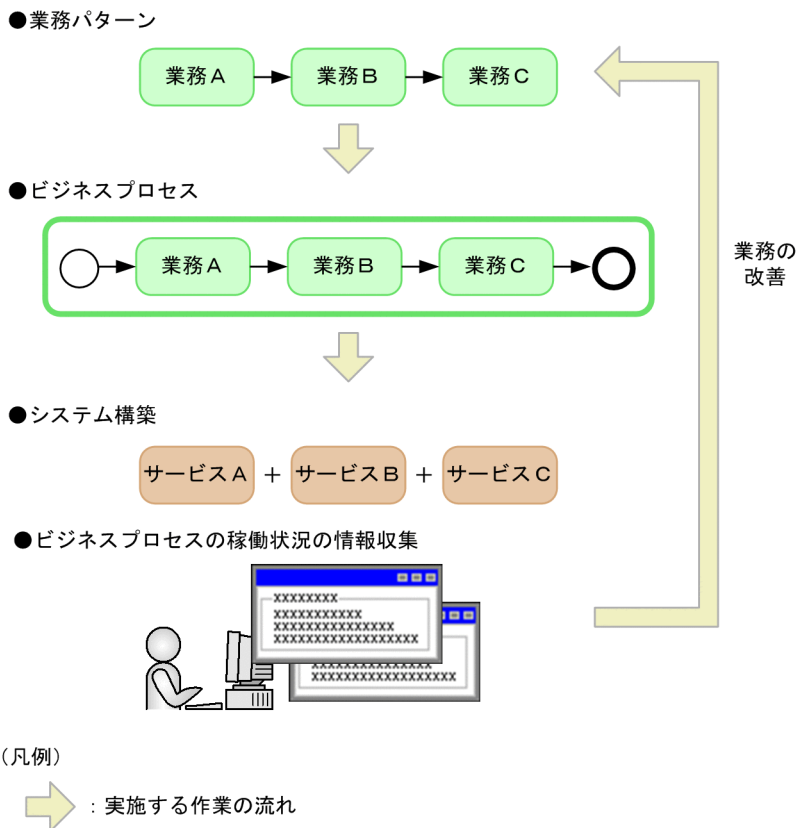 ●業務パターン
業務A
業務B
業務C
●ビジネスプロセス
業務A
業務B
業務C
業務の
改善
●システム構築
サービスA + サービスB + サービスC
●ビジネスプロセスの稼働状況の情報収集
XXXXXXXX
XXXXXXXXXXX
XXXXXXXXXXXXXXX
XXXXXXXXXXXXXXXXXX
XXXXXXXXXXXXXXXXXX
(凡例)
：実施する作業の流れ